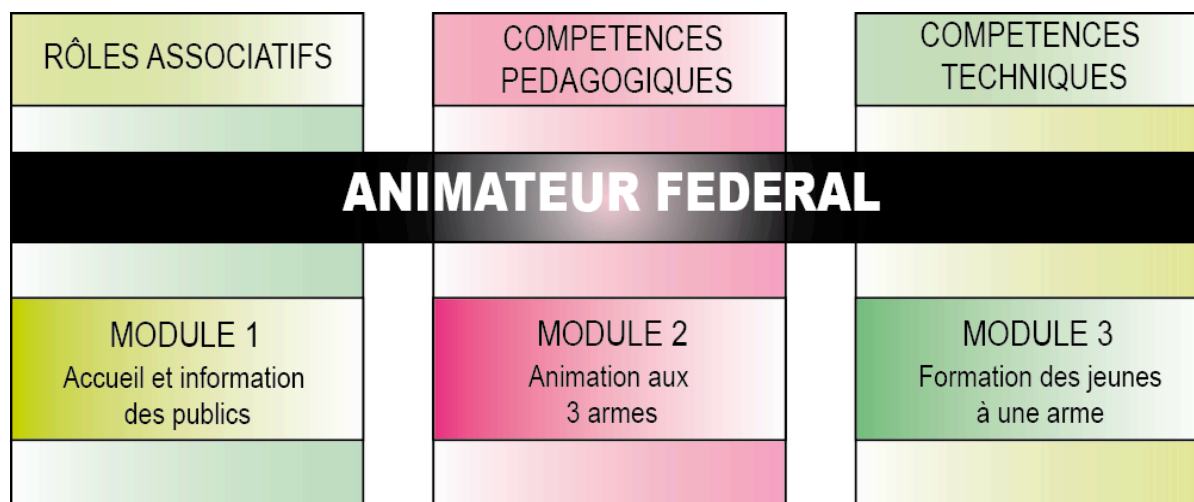 RÔLES ASSOCIATIFS
COMPETENCES
PEDAGOGIQUES
COMPETENCES
TECHNIQUES
ANIMATEUR FEDERAL
MODULE 1
Accueil et information
des publics
MODULE 2
Animation aux
3 armes
MODULE 3
Formation des jeunes
à une arme